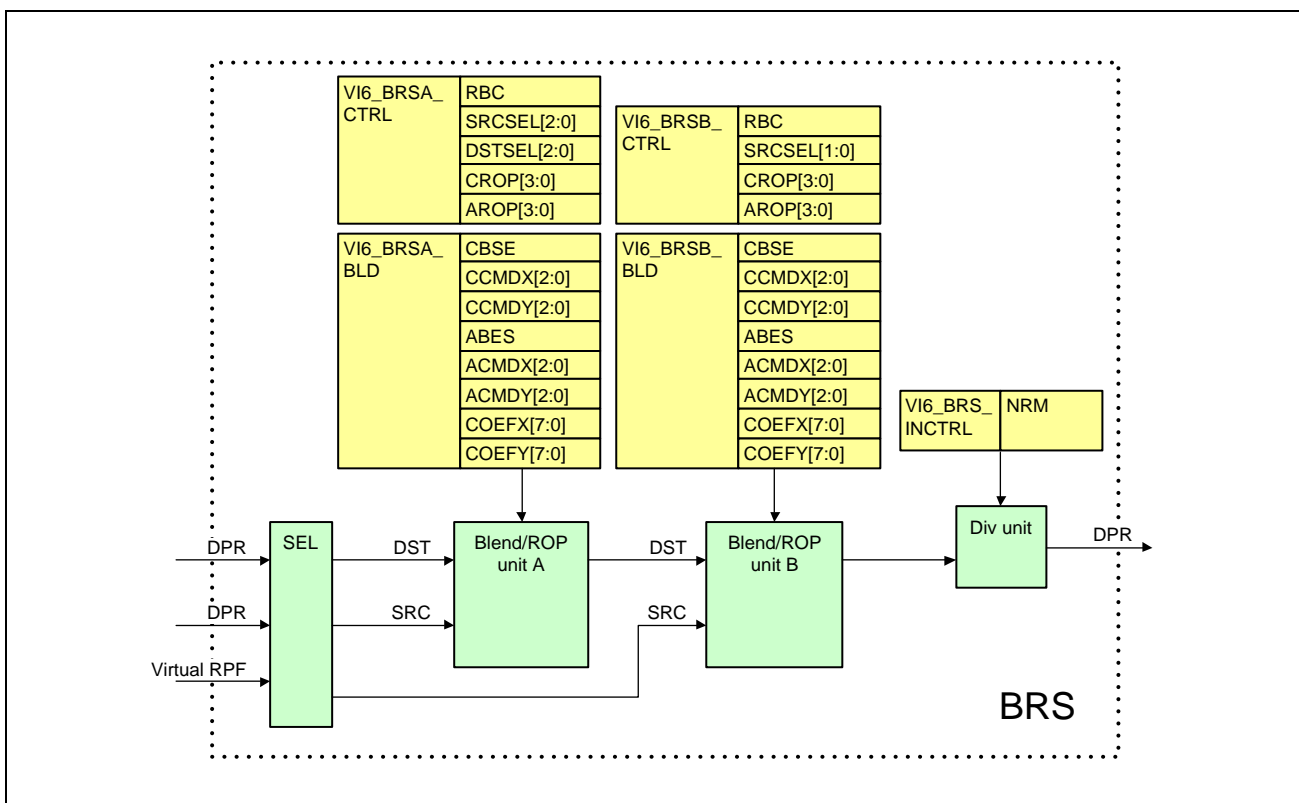 VI6_BRSA_
CTRL
RBC
SRCSEL[2:0]
DSTSEL[2:0]
CROP[3:0]
AROP[3:0]
VI6_BRSB_
CTRL
RBC
SRCSEL[1:0]
CROP[3:0]
AROP[3:0]
VI6_BRSA_
BLD
CBSE
CCMDX[2:0]
CCMDY[2:0]
ABES
ACMDX[2:0]
ACMDY[2:0]
COEFX[7:0]
COEFY[7:0]
VI6_BRSB_
BLD
CBSE
CCMDX[2:0]
CCMDY[2:0]
ABES
ACMDX[2:0]
ACMDY[2:0]
COEFX[7:0]
COEFY[7:0]
VI6_BRS_
INCTRL
NRM
DPR
DPR
Virtual RPF
SEL
DST
SRC
Blend/ROP
unit A
DST
SRC
Blend/ROP
unit B
Div unit
DPR
BRS